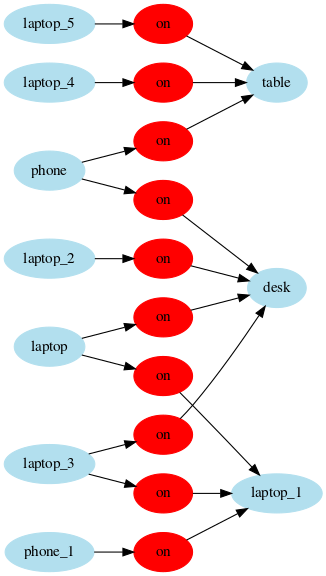 laptop_5
on
laptop_4
on
table
on
phone
on
laptop_2
on
desk
on
laptop
on
on
laptop_3
on
laptop_1
phone_1
on